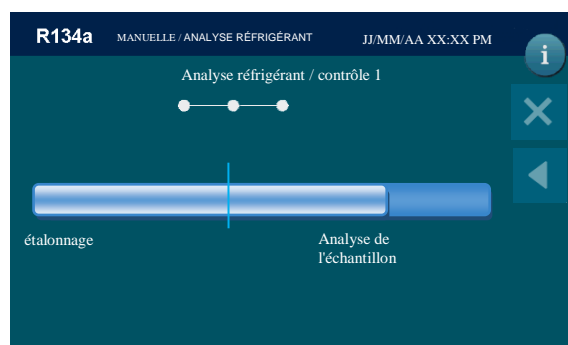 R134a MANUELLE / ANALYSE RÉFRIGÉRANT JJ/MM/AA XX:XX PM
i
Analyse réfrigérant / contrôle 1
étalonnage
Analyse de
l'échantillon